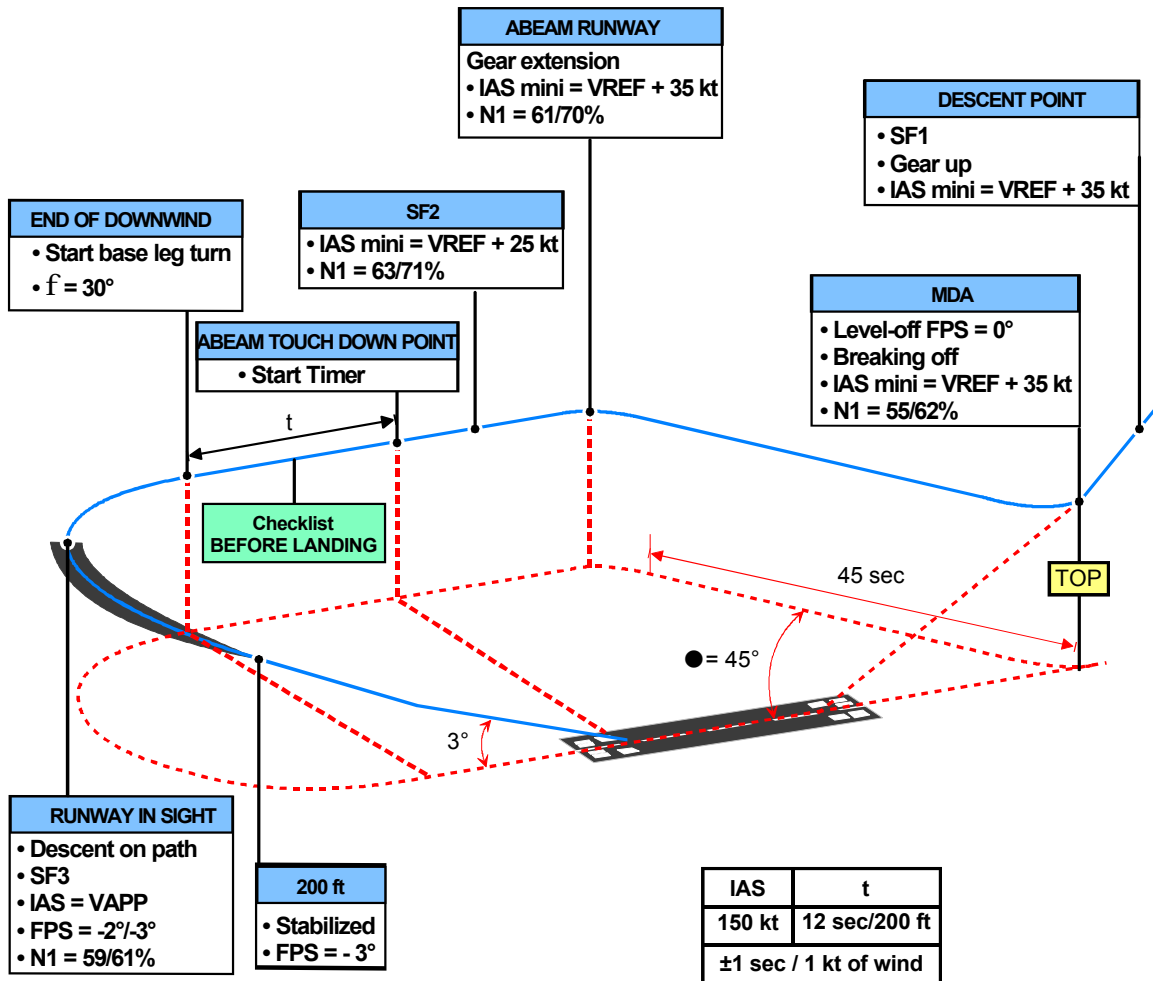 ABEAM RUNWAY
Gear extension
• IAS mini = VREF + 35 kt
• N1 = 61/70%
DESCENT POINT
• SF1
• Gear up
• IAS mini = VREF + 35 kt
END OF DOWNWIND
• Start base leg turn
• f = 30°
SF2
• IAS mini = VREF + 25 kt
• N1 = 63/71%
MDA
• Level-off FPS = 0°
• Breaking off
• IAS mini = VREF + 35 kt
• N1 = 55/62%
ABEAM TOUCH DOWN POINT
• Start Timer
t
Checklist
BEFORE LANDING
45 sec
TOP
● = 45°
3°
RUNWAY IN SIGHT
• Descent on path
• SF3
• IAS = VAPP
• FPS = -2°/-3°
• N1 = 59/61%
200 ft
• Stabilized
• FPS = - 3°
IAS t
150 kt 12 sec/200 ft
±1 sec / 1 kt of wind